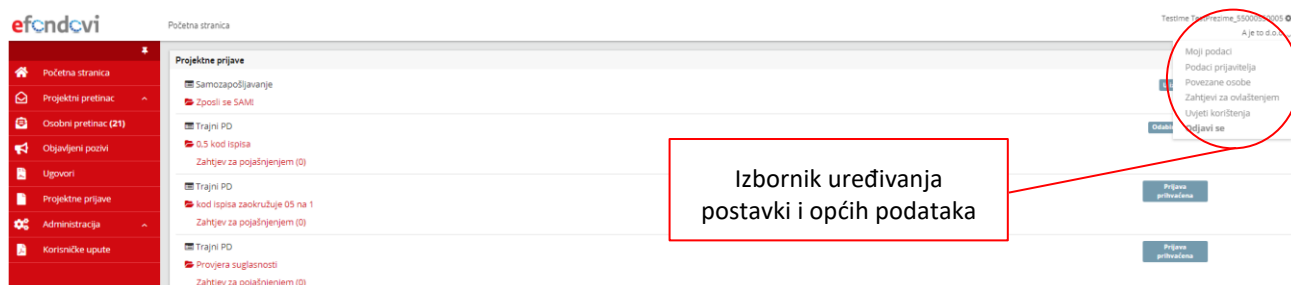 efondovi
Početna stranica
Testime TestPrezime_55000550005
A je to d.o.o.
Početna stranica
Projektni pretinac
Osobni pretinac (21)
Objavljeni pozivi
Ugovori
Projektne prijave
Administracija
Korisničke upute
Projektne prijave
Samozapošljavanje
Zposli se SAMI
Trajni PD
0.5 kod ispisa
Zahtjev za pojašnjenjem (0)
Trajni PD
kod ispisa zaokružuje 05 na 1
Zahtjev za pojašnjenjem (0)
Prijava
prihvaćena
Trajni PD
Provjera suglasnosti
Zahtjev za pojašnjenjem (0)
Prijava
prihvaćena
Moji podaci
Podaci prijavitelja
Povezane osobe
Zahtjevi za ovlaštenjem
Uvjeti korištenja
Odjavi se
Izbornik uređivanja
postavki i općih podataka